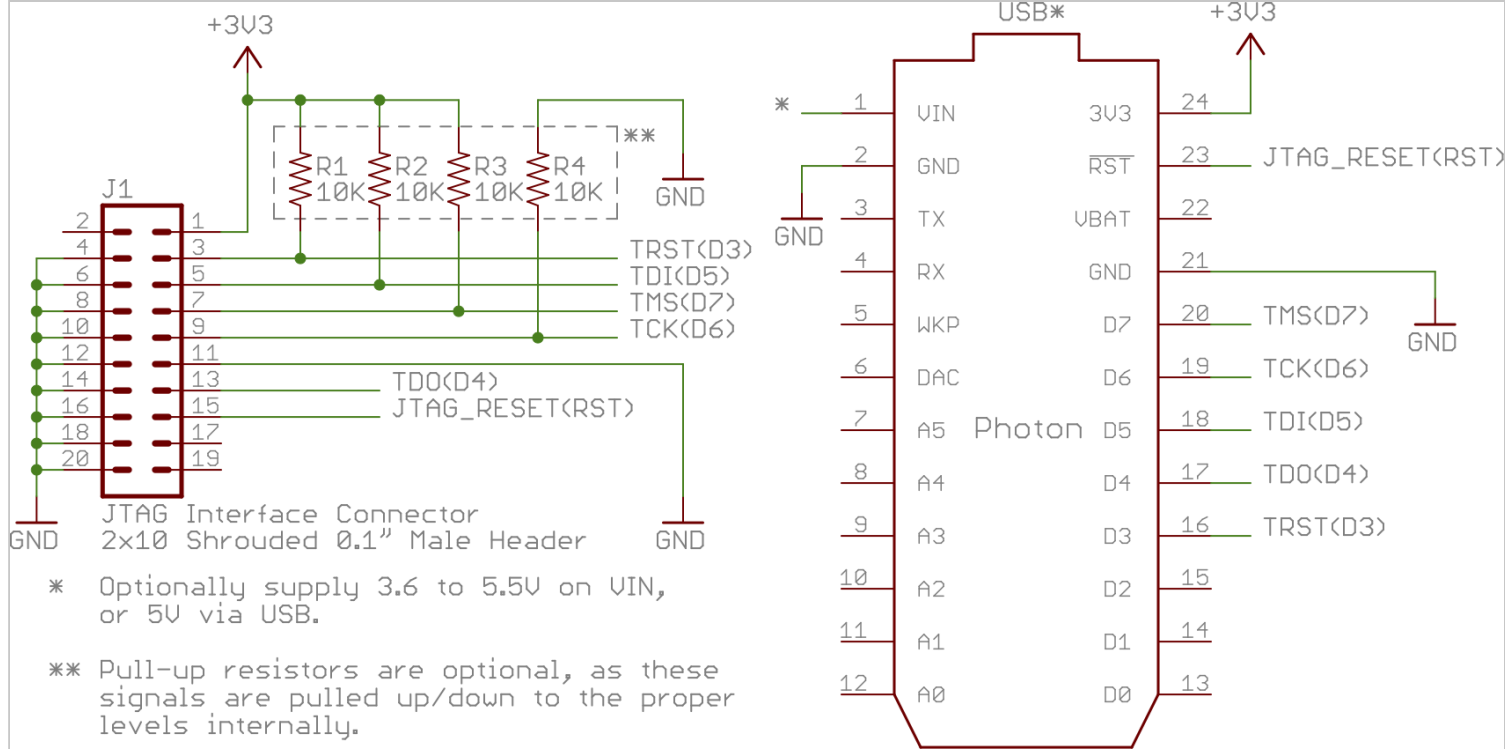 +3V3
R1
10K
R2
10K
R3
10K
R4
10K
**
GND
J1
2 1
4 3
6 5
8 7
10 9
12 11
14 13
16 15
18 17
20 19
TRST(D3)
TDI(D5)
TMS(D7)
TCK(D6)
TDO(D4)
JTAG_RESET(RST)
GND
JTAG Interface Connector
2x10 Shrouded 0.1" Male Header
GND
* Optionally supply 3.6 to 5.5V on VIN,
or 5V via USB.
** Pull-up resistors are optional, as these
signals are pulled up/down to the proper
levels internally.
USB*
+3V3
* 1 VIN 3V3 24
2 GND RST 23 JTAG_RESET(RST)
GND
3 TX VBAT 22
4 RX GND 21
GND
5 WKP D7 20 TMS(D7)
6 DAC D6 19 TCK(D6)
7 A5 Photon D5 18 TDI(D5)
8 A4 D4 17 TDO(D4)
9 A3 D3 16 TRST(D3)
10 A2 D2 15
11 A1 D1 14
12 A0 D0 13